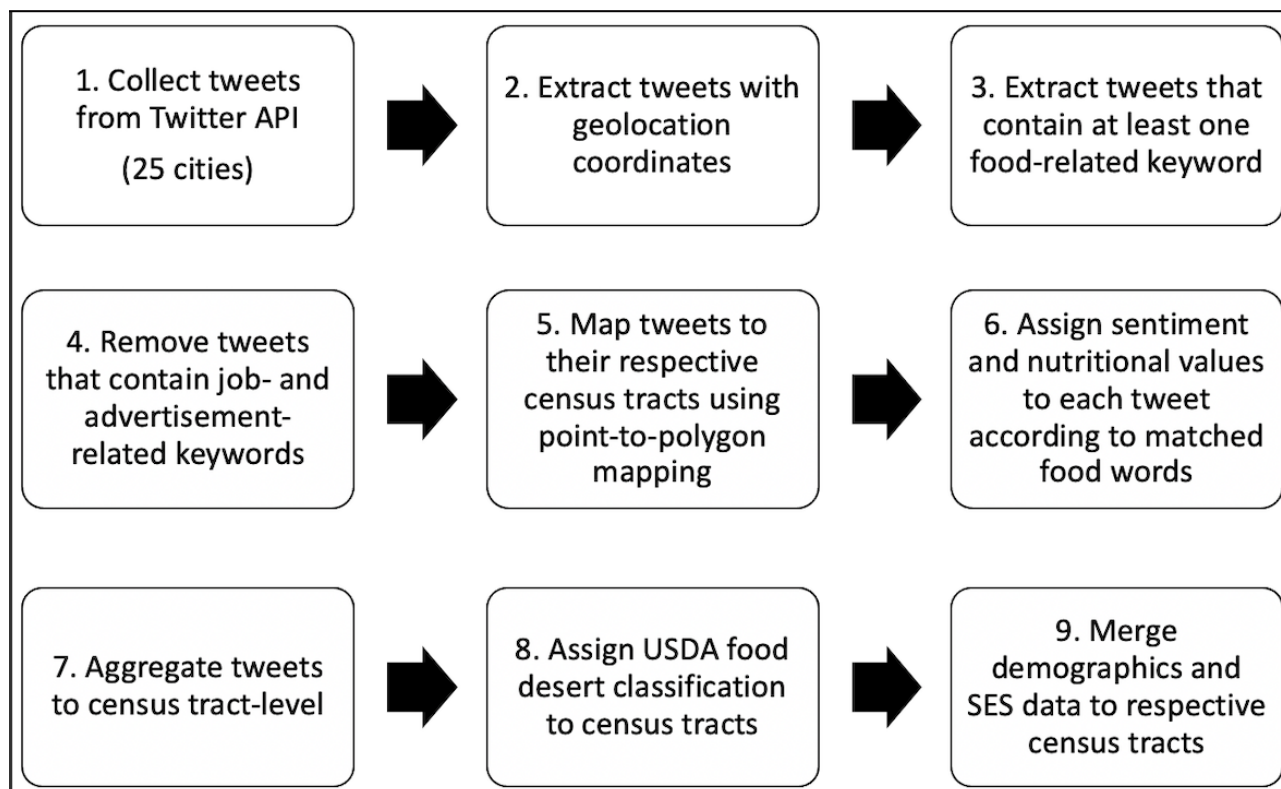 1. Collect tweets
from Twitter API
(25 cities)
2. Extract tweets with
geolocation
coordinates
3. Extract tweets that
contain at least one
food-related keyword
4. Remove tweets
that contain job- and
advertisement-
related keywords
5. Map tweets to
their respective
census tracts using
point-to-polygon
mapping
6. Assign sentiment
and nutritional values
to each tweet
according to matched
food words
7. Aggregate tweets
to census tract-level
8. Assign USDA food
desert classification
to census tracts
9. Merge
demographics and
SES data to respective
census tracts